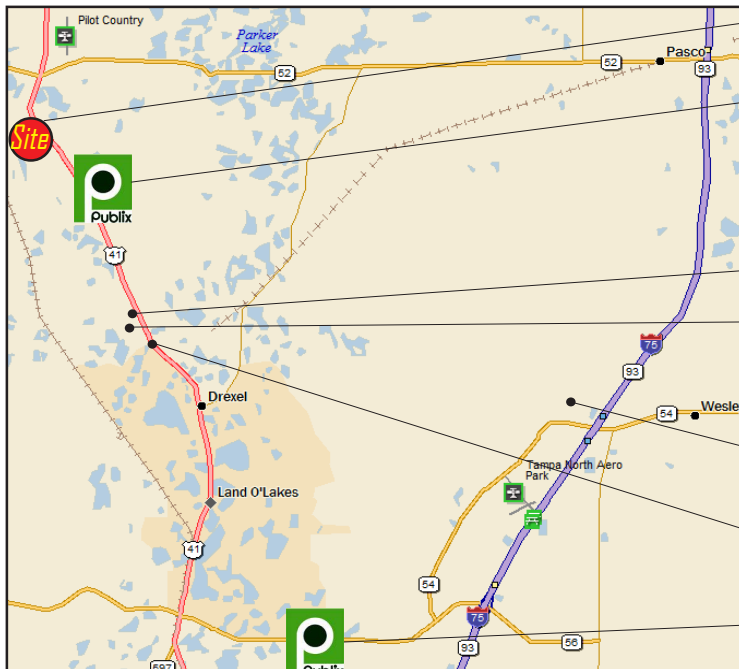 Pilot Country
Parker
Lake
52
52
Pasco
93
Site
Publix
41
75
93
54
Wesle
Drexel
Tampa North Aero
Park
Land O'Lakes
41
54
75
56
93
Publix
597